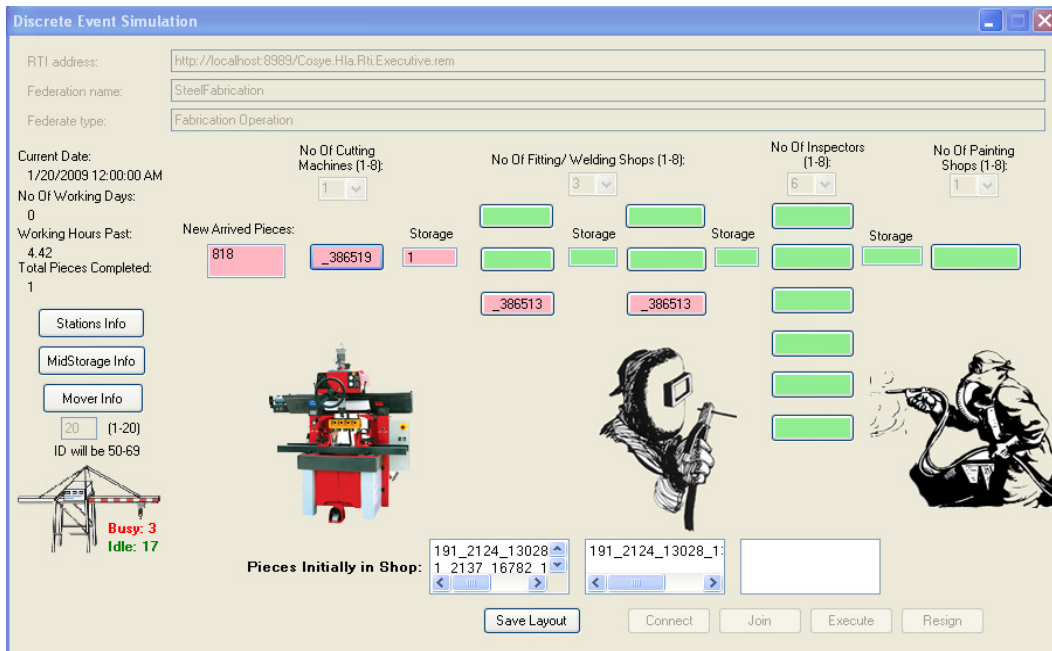 Discrete Event Simulation
RTI address:
http://localhost:8989/Cosye.Hla.Rti.Executive.rem
Federation name:
SteelFabrication
Federate type:
Fabrication Operation
Current Date:
1/20/2009 12:00:00 AM
No Of Working Days:
0
Working Hours Past:
4.42
Total Pieces Completed:
1
No Of Cutting
Machines (1-8):
1
No Of Fitting/ Welding Shops (1-8):
3
No Of Inspectors
(1-8):
6
No Of Painting
Shops (1-8):
1
New Arrived Pieces:
818
_386519
Storage
1
Storage
Storage
Storage
_386513
_386513
Stations Info
MidStorage Info
Mover Info
20
(1-20)
ID will be 50-69
Busy: 3
Idle: 17
Pieces Initially in Shop:
191_2124_13028
1_2137_16782_1
191_2124_13028_1
Save Layout
Connect
Join
Execute
Resign